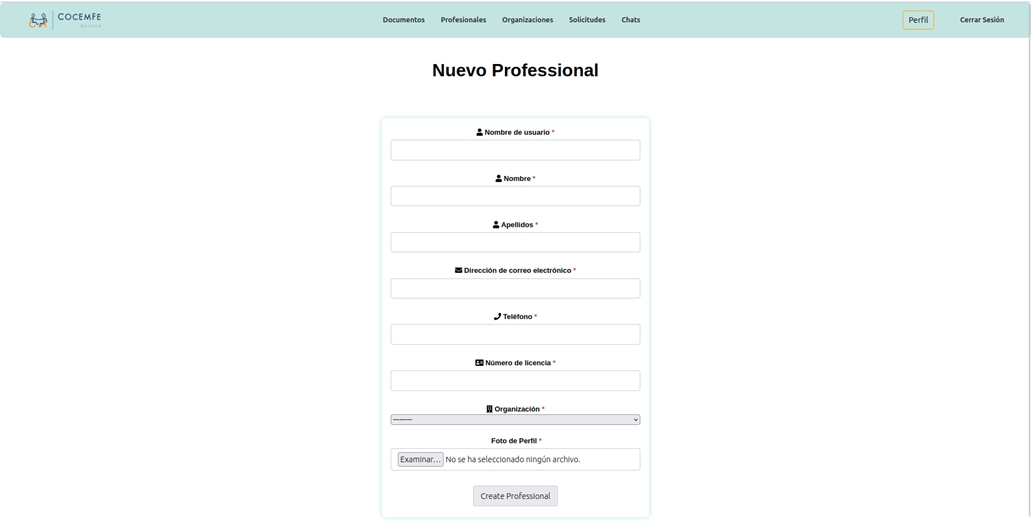 COCEMFE
Sevilla
Documentos Profesionales Organizaciones Solicitudes Chats
Perfil Cerrar Sesión
Nuevo Professional
Nombre de usuario *
Nombre *
Apellidos *
Dirección de correo electrónico *
Teléfono *
Número de licencia *
Organización *
---------
Foto de Perfil *
Examinar... No se ha seleccionado ningún archivo.
Create Professional